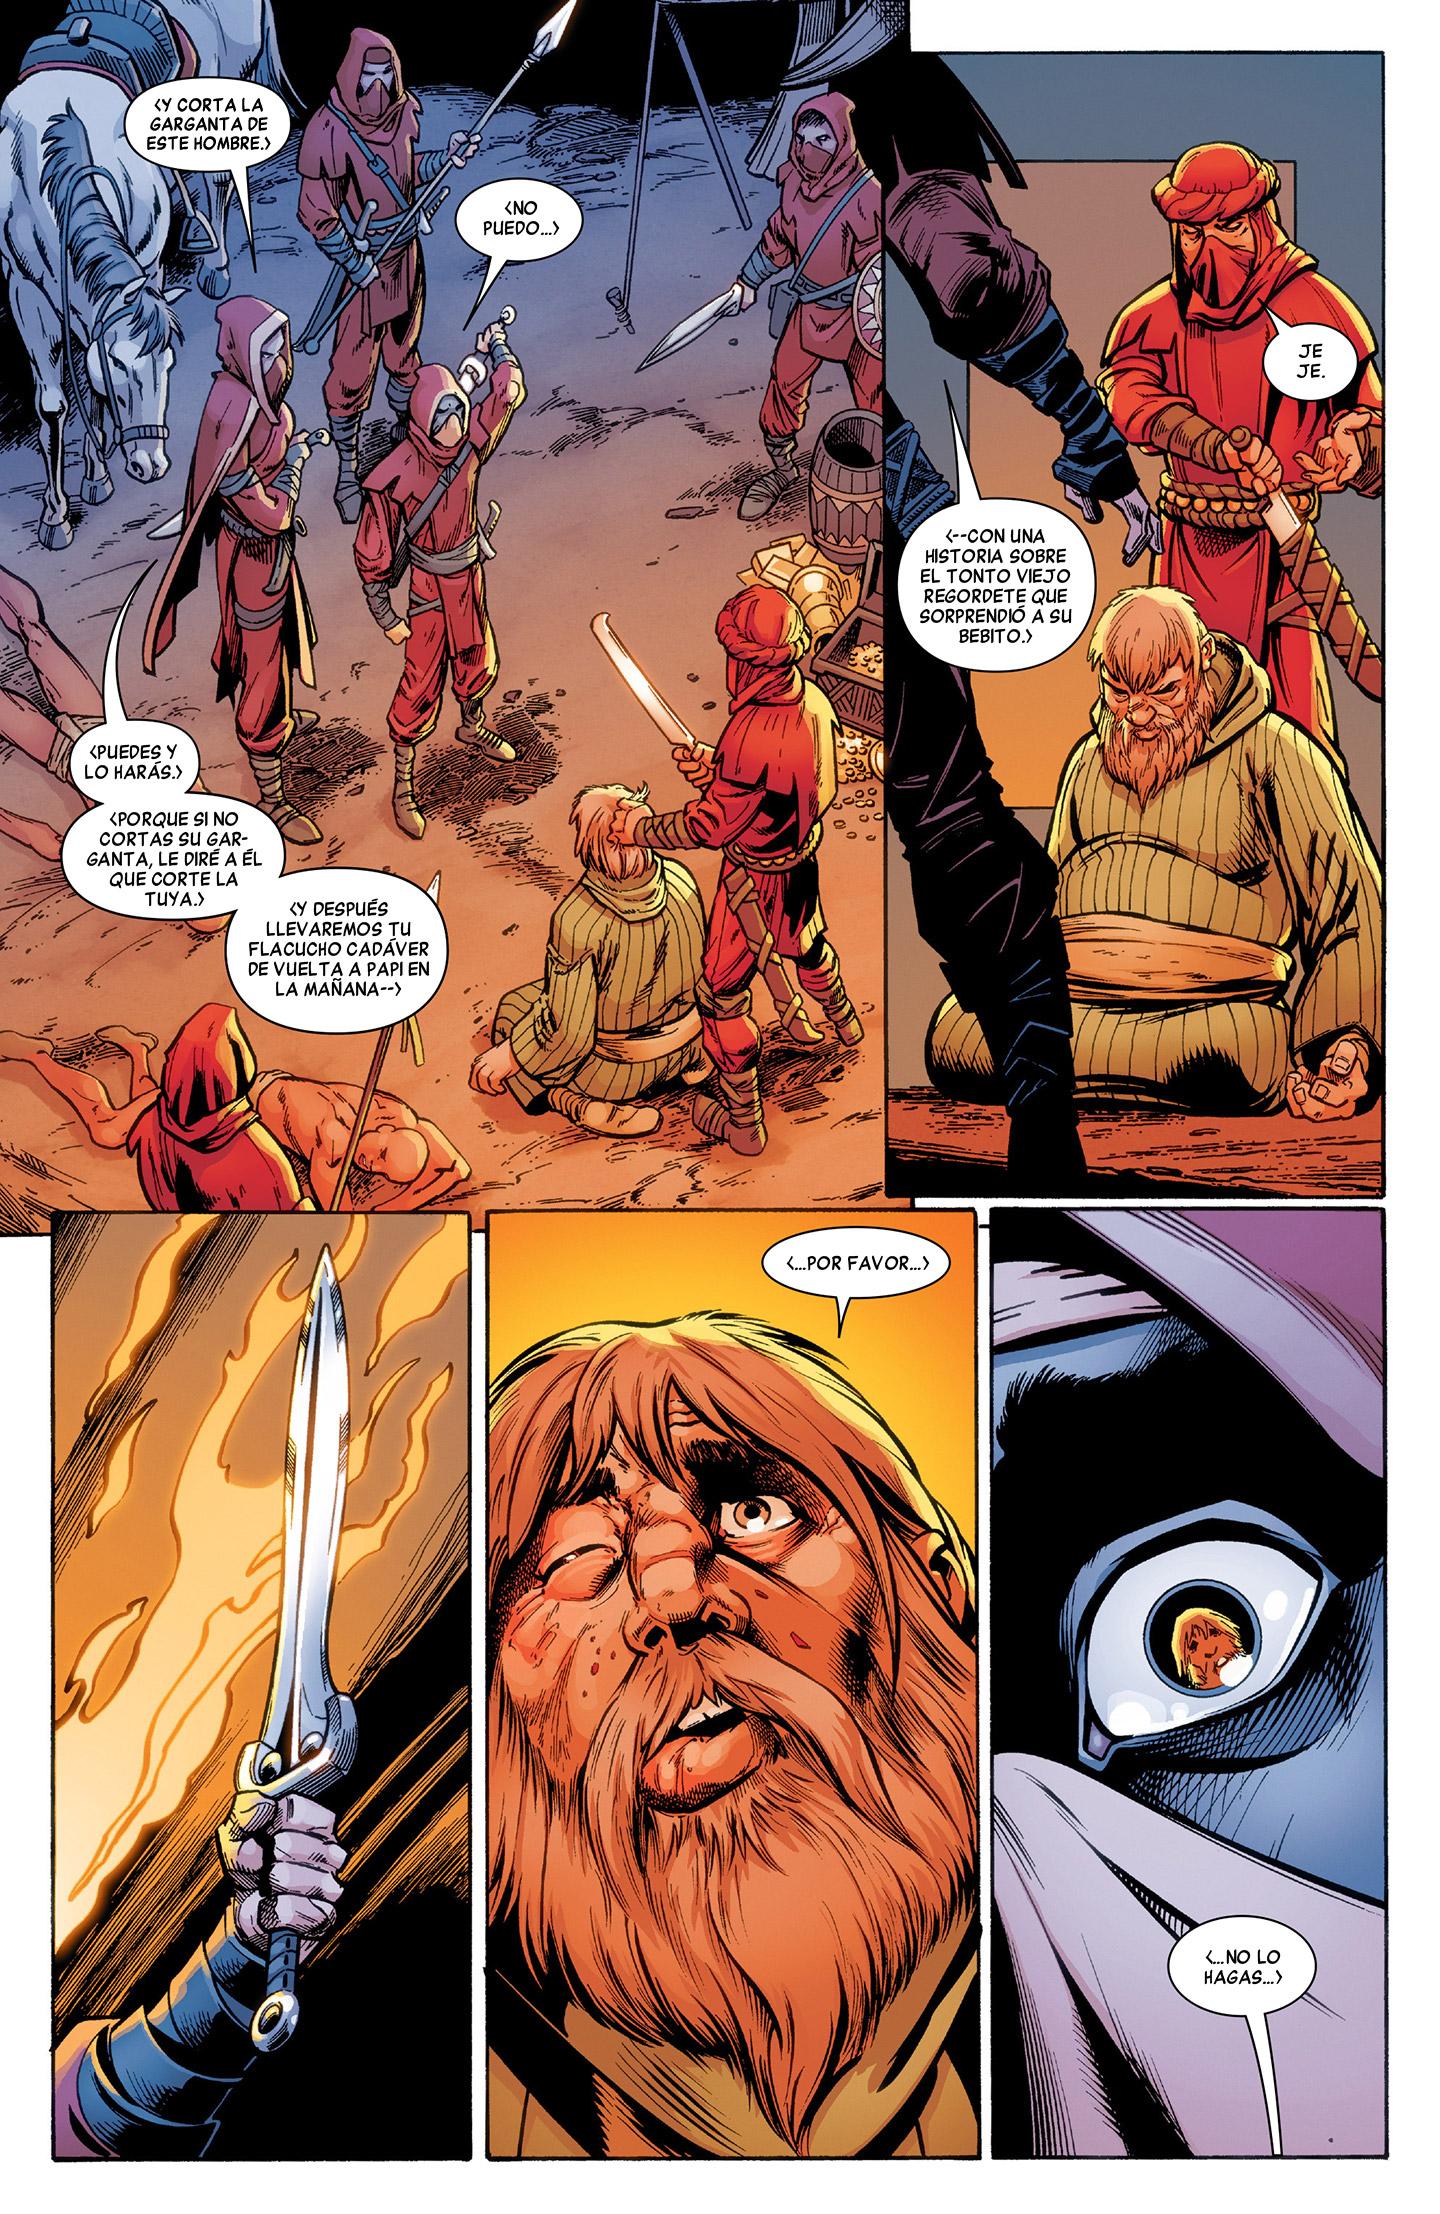 <Y CORTA LA
GARGANTA DE
ESTE HOMBRE.>
<NO
PUEDO...>
<PUEDES Y
LO HARÁS.>
<PORQUE SI NO
CORTAS SU GAR-
GANTA, LE DIRÉ A ÉL
QUE CORTE LA
TUYA.>
<Y DESPUÉS
LLEVAREMOS TU
FLACUCHO CADÁVER
DE VUELTA A PAPI EN
LA MAÑANA-->
<--CON UNA
HISTORIA SOBRE
EL TONTO VIEJO
REGORDETE QUE
SORPRENDIÓ A SU
BEBITO.>
JE
JE.
<...POR FAVOR...>
<...NO LO
HAGAS...>